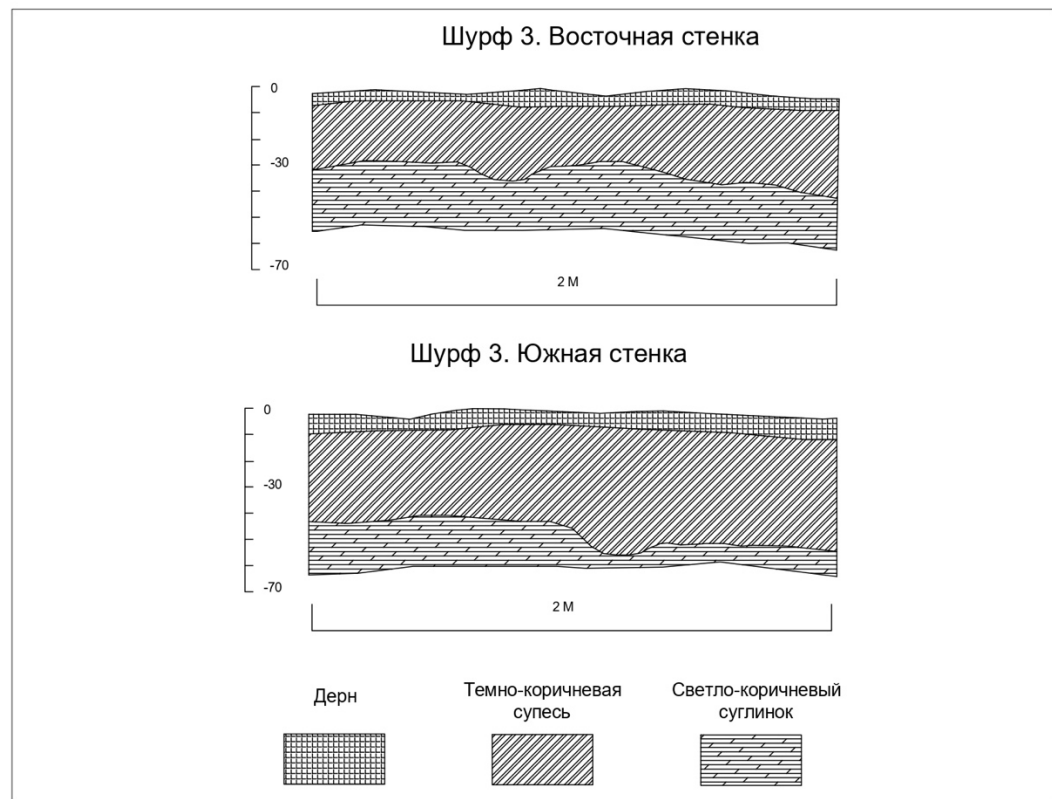 Шурф 3. Восточная стенка
0
-30
-70
2 М
Шурф 3. Южная стенка
0
-30
-70
2 М
Дерн
Темно-коричневая
супесь
Светло-коричневый
суглинок